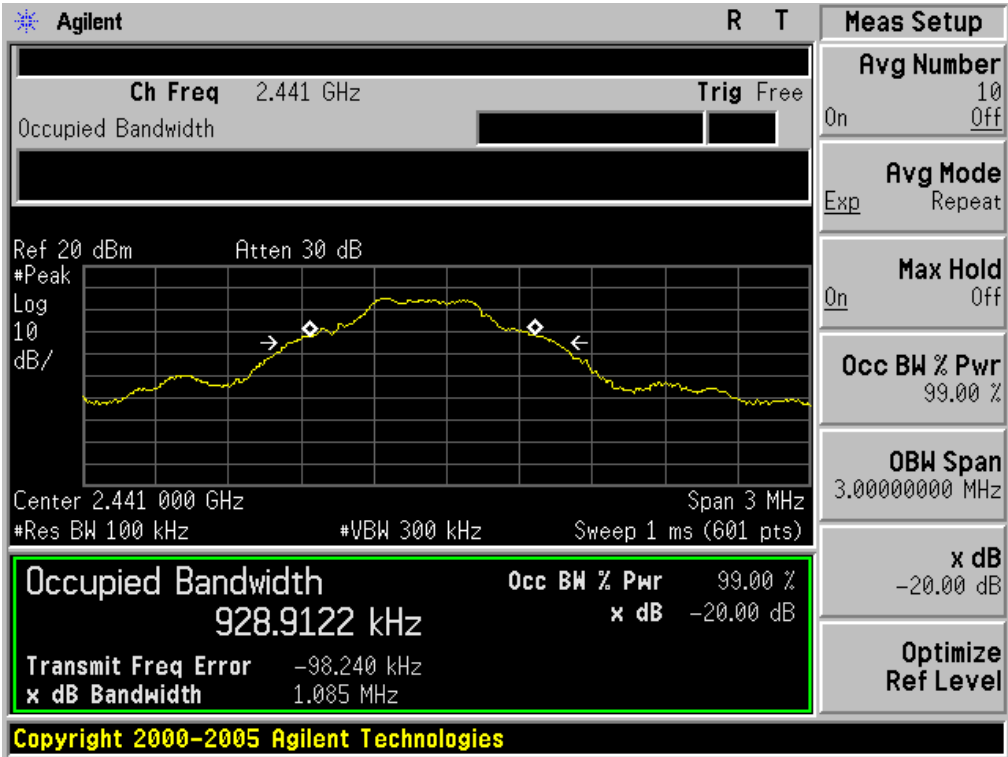 Agilent R T
Ch Freq 2.441 GHz Trig Free
Occupied Bandwidth
Ref 20 dBm Atten 30 dB
#Peak
Log
10
dB/
Center 2.441 000 GHz Span 3 MHz
#Res BW 100 kHz #VBW 300 kHz Sweep 1 ms (601 pts)
Occupied Bandwidth
928.9122 kHz
Occ BW % Pwr 99.00 %
x dB -20.00 dB
Transmit Freq Error -98.240 kHz
x dB Bandwidth 1.085 MHz
Copyright 2000-2005 Agilent Technologies
Meas Setup
Avg Number
10
On Off
Avg Mode
Exp Repeat
Max Hold
On Off
Occ BW % Pwr
99.00 %
OBW Span
3.00000000 MHz
x dB
-20.00 dB
Optimize
Ref Level